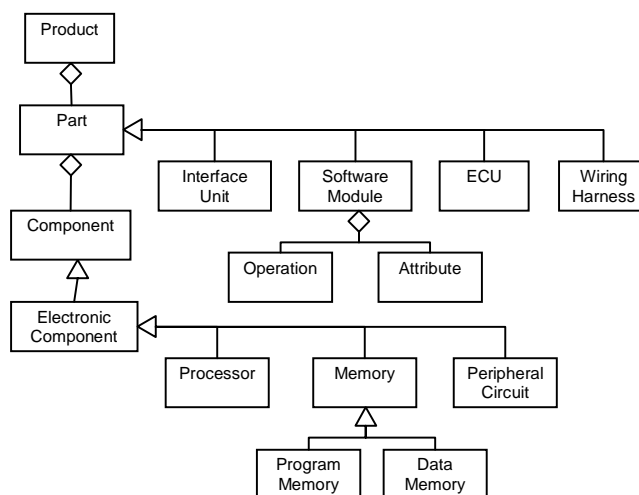 Product
Part
Interface
Unit
Software
Module
ECU
Wiring
Harness
Component
Operation
Attribute
Electronic
Component
Processor
Memory
Peripheral
Circuit
Program
Memory
Data
Memory